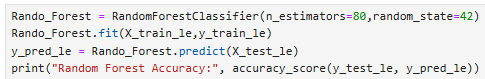 Rando_Forest = RandomForestClassifier(n_estimators=80,random_state=42)
Rando_Forest.fit(X_train_le,y_train_le)
y_pred_le = Rando_Forest.predict(X_test_le)
print("Random Forest Accuracy:", accuracy_score(y_test_le, y_pred_le))